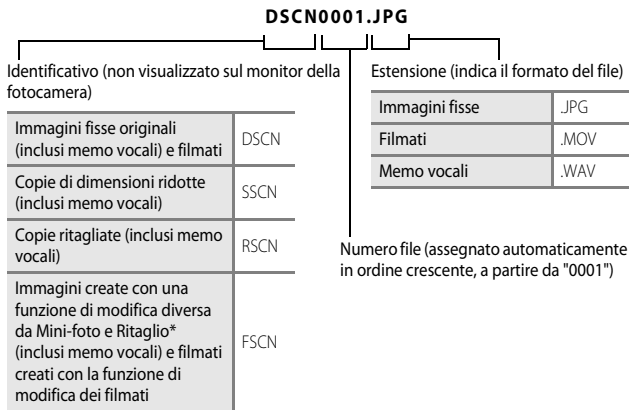 DSCN0001.JPG
Identificativo (non visualizzato sul monitor della
fotocamera)
Immagini fisse originali
(inclusi memo vocali) e filmati
DSCN
Copie di dimensioni ridotte
(inclusi memo vocali)
SSCN
Copie ritagliate (inclusi memo
vocali)
RSCN
Immagini create con una
funzione di modifica diversa
da Mini-foto e Ritaglio*
(inclusi memo vocali) e filmati
creati con la funzione di
modifica dei filmati
FSCN
Estensione (indica il formato del file)
Immagini fisse
.JPG
Filmati
.MOV
Memo vocali
.WAV
Numero file (assegnato automaticamente
in ordine crescente, a partire da "0001")